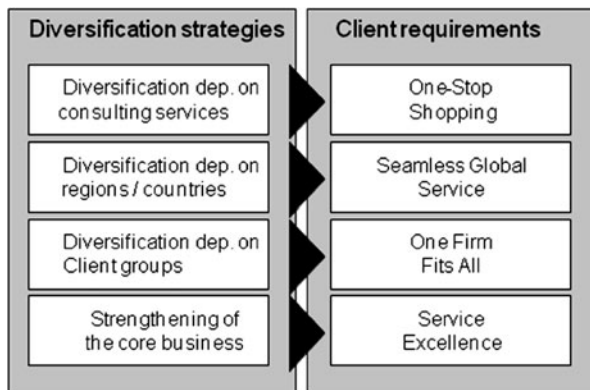 Diversification strategies
Client requirements
Diversification dep. on
consulting services
One-Stop
Shopping
Diversification dep. on
regions / countries
Seamless Global
Service
Diversification dep. on
Client groups
One Firm
Fits All
Strengthening of
the core business
Service
Excellence